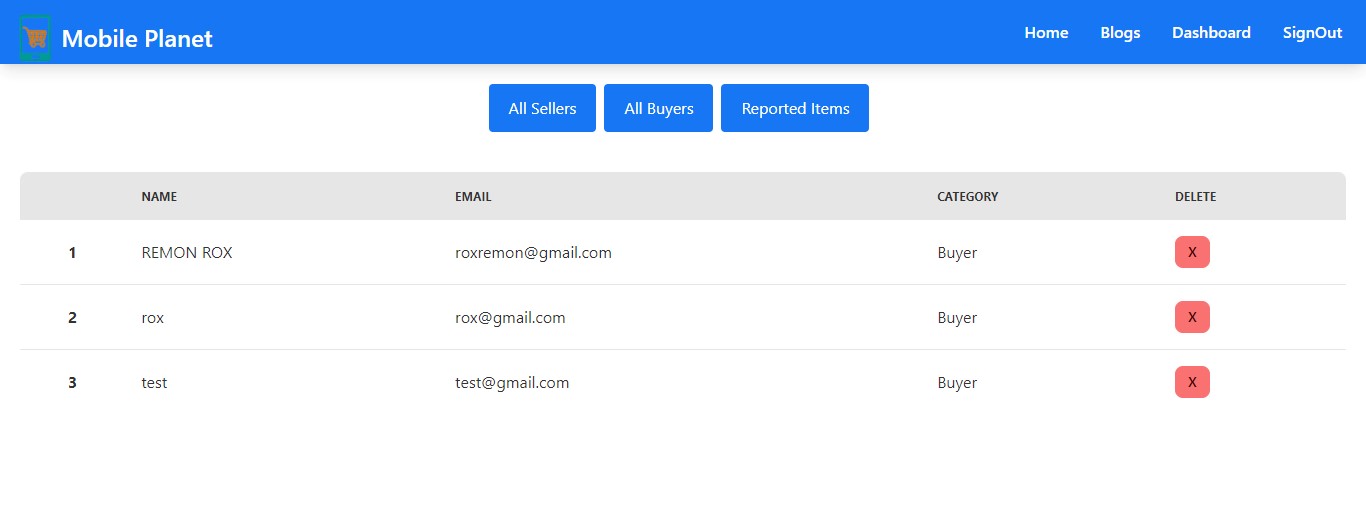 Mobile Planet Home Blogs Dashboard SignOut
All Sellers All Buyers Reported Items
NAME EMAIL CATEGORY DELETE
1 REMON ROX roxremon@gmail.com Buyer X
2 rox rox@gmail.com Buyer X
3 test test@gmail.com Buyer X